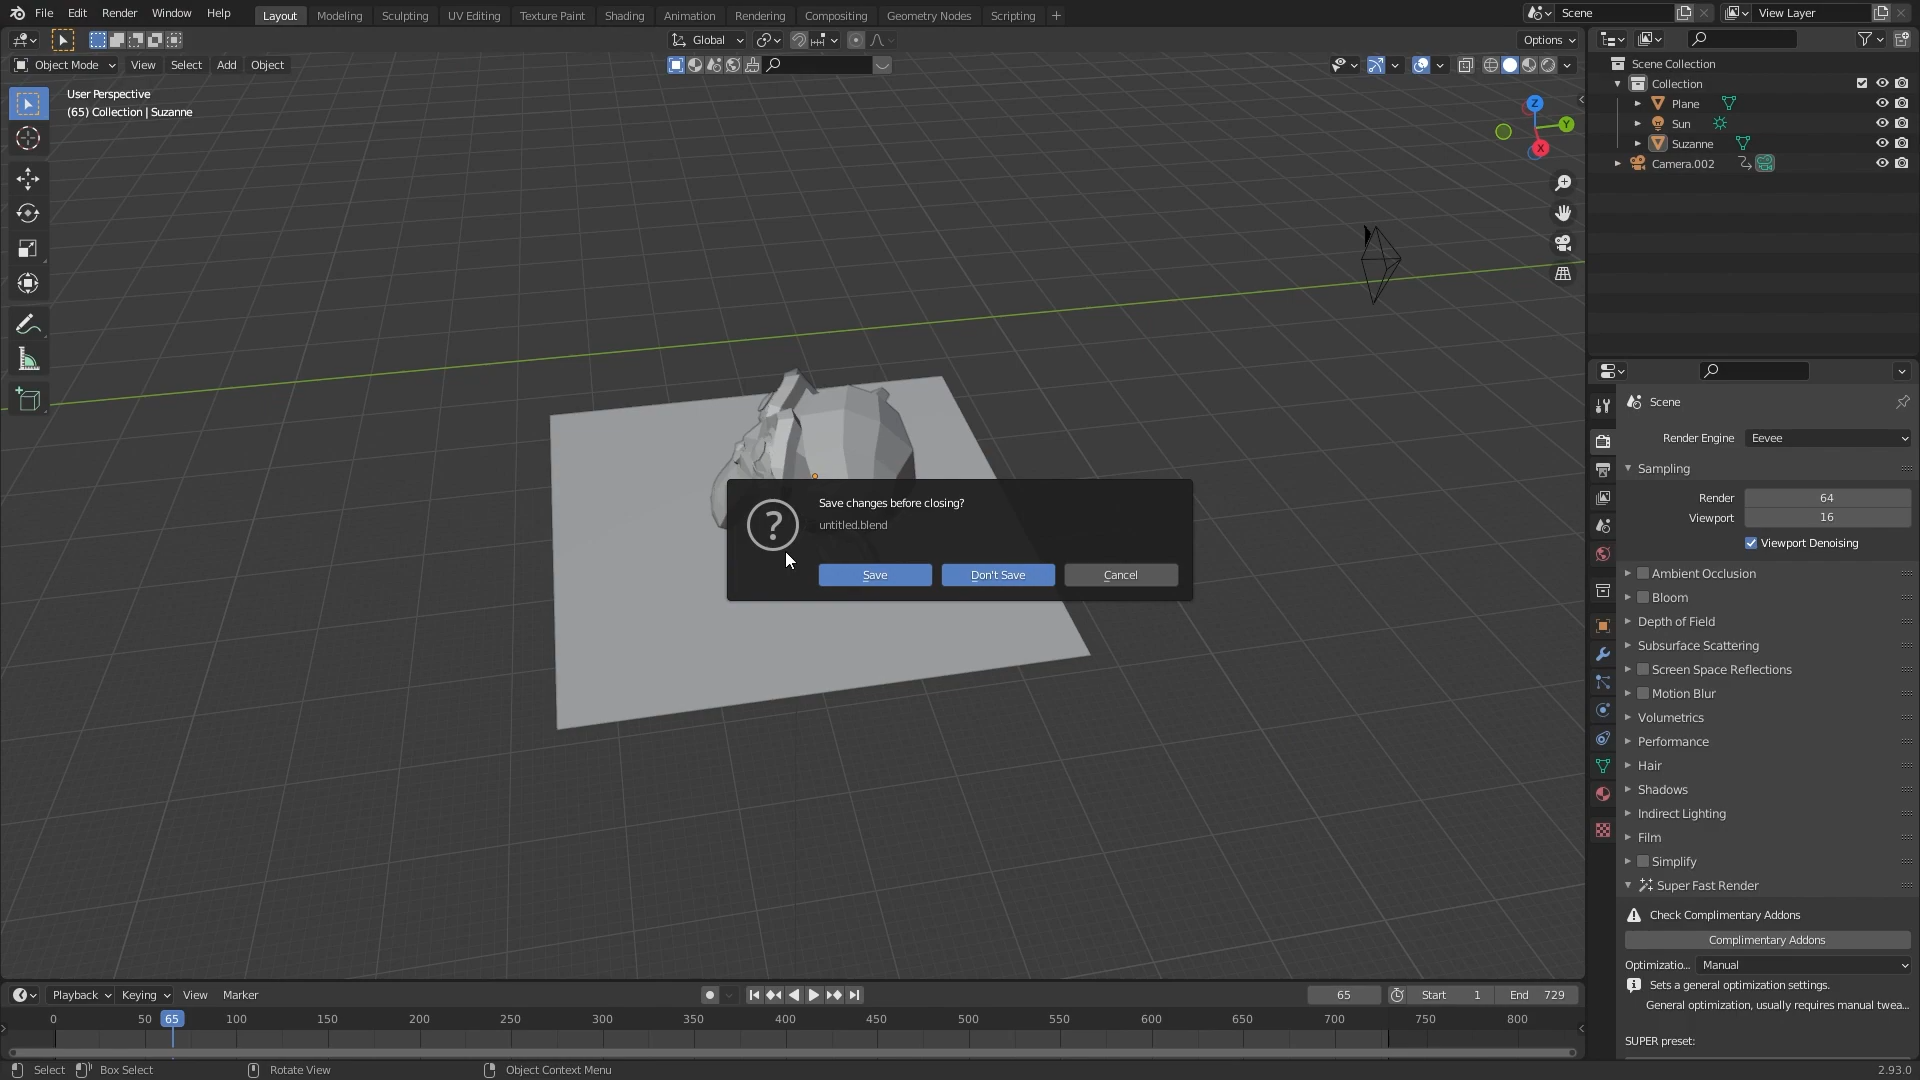 File Edit Render Window Help Layout Modeling Sculpting UV Editing Texture Paint Shading Animation Rendering Compositing Geometry Nodes Scripting + Scene View Layer
Global Options
Object Mode View Select Add Object
User Perspective
(65) Collection | Suzanne
Z
Y
X
Scene Collection
Collection
Plane
Sun
Suzanne
Camera.002
Scene
Render Engine Eevee
Sampling
Render 64
Viewport 16
Viewport Denoising
Ambient Occlusion
Bloom
Depth of Field
Subsurface Scattering
Screen Space Reflections
Motion Blur
Volumetrics
Performance
Hair
Shadows
Indirect Lighting
Film
Simplify
Super Fast Render
Check Complimentary Addons
Complimentary Addons
Optimizatio... Manual
Sets a general optimization settings.
General optimization, usually requires manual twea...
SUPER preset:
Save changes before closing?
untitled.blend
Save Don't Save Cancel
Playback Keying View Marker 65 Start 1 End 729
0 50 65 100 150 200 250 300 350 400 450 500 550 600 650 700 750 800
Select Box Select Rotate View Object Context Menu 2.93.0